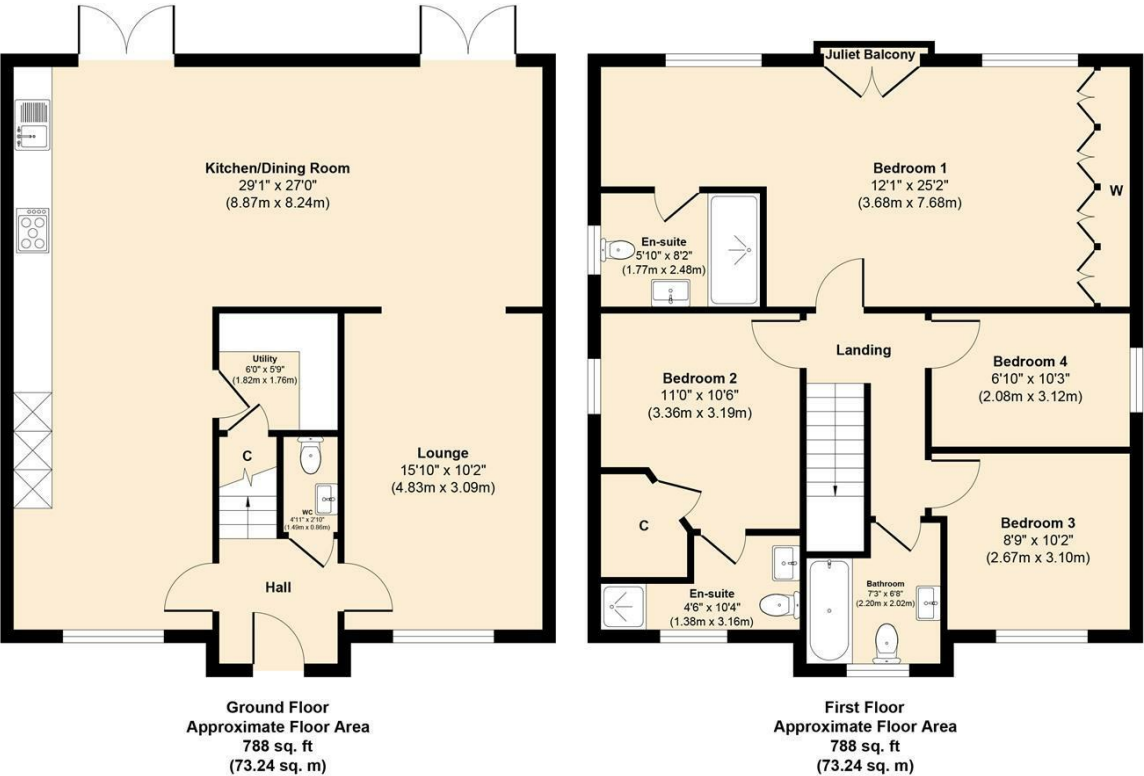 Kitchen/Dining Room
29'1" x 27'0"
(8.87m x 8.24m)
Utility
6'0" x 5'9"
(1.82m x 1.76m)
C
WC
4'11" x 2'10"
(1.49m x 0.86m)
Lounge
15'10" x 10'2"
(4.83m x 3.09m)
Hall
Ground Floor
Approximate Floor Area
788 sq. ft
(73.24 sq. m)
Juliet Balcony
Bedroom 1
12'1" x 25'2"
(3.68m x 7.68m)
W
En-suite
5'10" x 8'2"
(1.77m x 2.48m)
Landing
Bedroom 2
11'0" x 10'6"
(3.36m x 3.19m)
Bedroom 4
6'10" x 10'3"
(2.08m x 3.12m)
C
Bedroom 3
8'9" x 10'2"
(2.67m x 3.10m)
En-suite
4'6" x 10'4"
(1.38m x 3.16m)
Bathroom
7'3" x 6'8"
(2.20m x 2.02m)
First Floor
Approximate Floor Area
788 sq. ft
(73.24 sq. m)